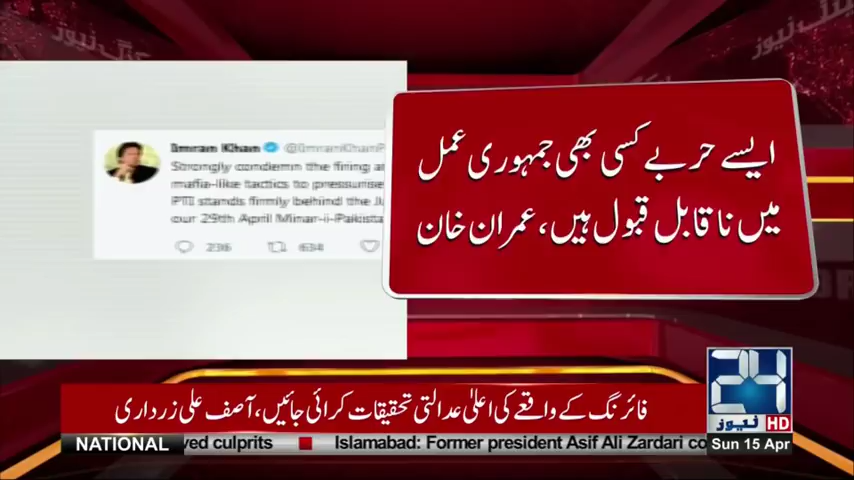 Imran Khan @ImranKhanP
Strongly condemn the firing a
mafia-like tactics to pressurise
PTI stands firmly behind the
our 29th April Minar-i-Pakista
236 634
ایسے حربے کسی بھی جمہوری عمل
میں ناقابل قبول ہیں، عمران خان
فائرنگ کے واقعے کی اعلیٰ عدالتی تحقیقات کرائی جائیں، آصف علی زرداری
24
نیوز HD
NATIONAL ved culprits Islamabad: Former president Asif Ali Zardari co
Sun 15 Apr